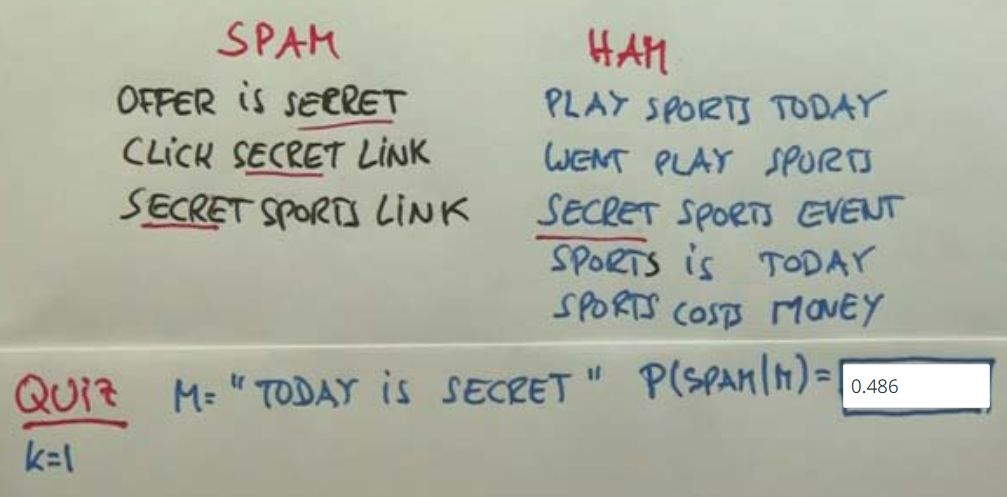 SPAM
OFFER is SECRET
CLICK SECRET LINK
SECRET SPORTS LINK
HAM
PLAY SPORTS TODAY
WENT PLAY SPORTS
SECRET SPORTS EVENT
SPORTS is TODAY
SPORTS COSTS MONEY
QUIZ M= "TODAY is SECRET" P(SPAM|M)= 0.486
k=1